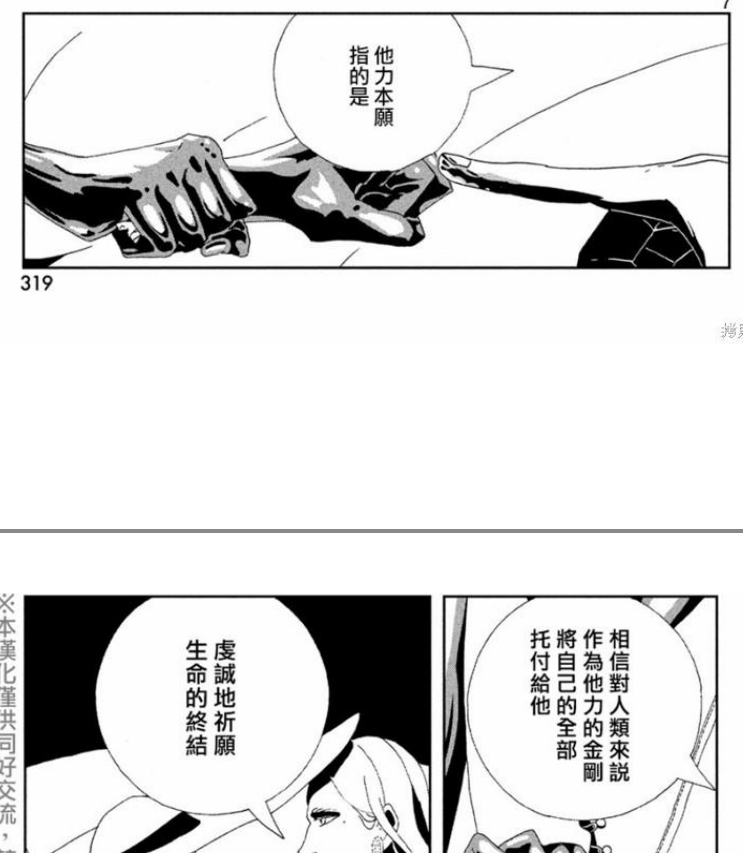 他力本願
指的是
319
相信對人類來説
作為他力的金剛
將自己的全部
托付給他
虔誠地祈願
生命的終結
※本漢化僅供同好交流，